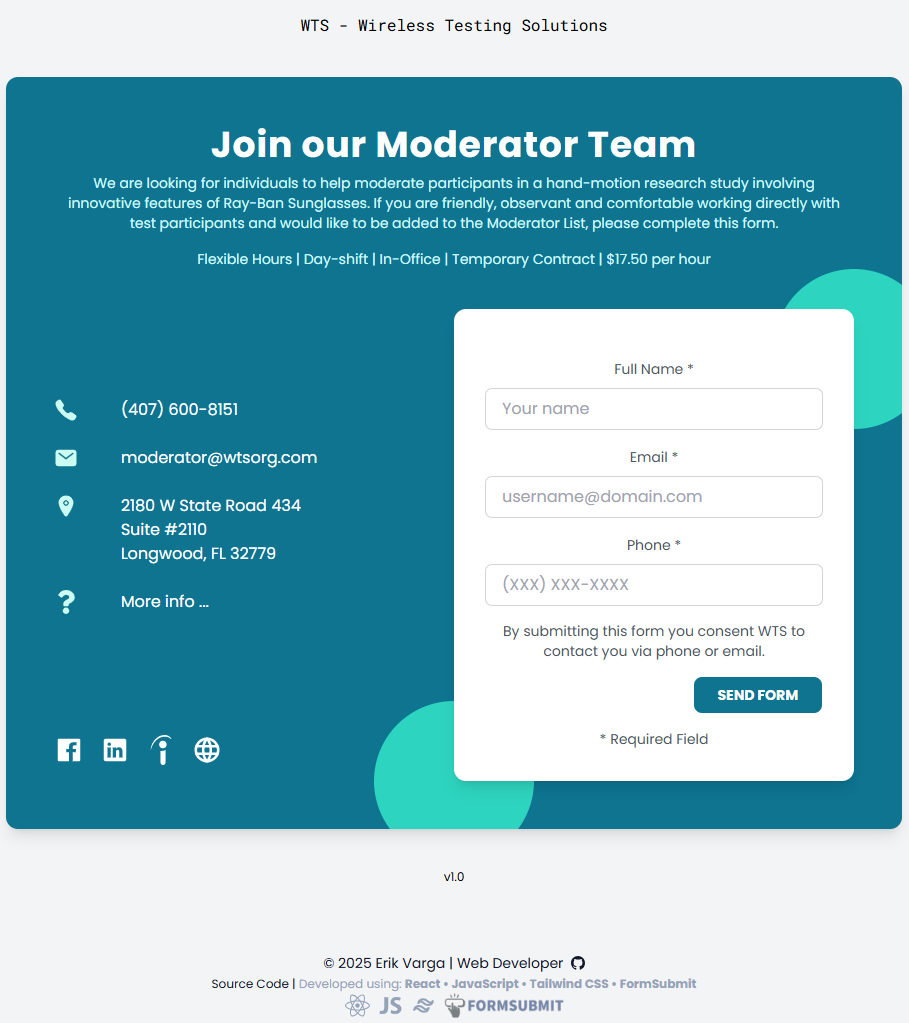 WTS - Wireless Testing Solutions
Join our Moderator Team
We are looking for individuals to help moderate participants in a hand-motion research study involving
innovative features of Ray-Ban Sunglasses. If you are friendly, observant and comfortable working directly with
test participants and would like to be added to the Moderator List, please complete this form.
Flexible Hours | Day-shift | In-Office | Temporary Contract | $17.50 per hour
(407) 600-8151
moderator@wtsorg.com
2180 W State Road 434
Suite #2110
Longwood, FL 32779
More info ...
Full Name *
Your name
Email *
username@domain.com
Phone *
(XXX) XXX-XXXX
By submitting this form you consent WTS to
contact you via phone or email.
SEND FORM
* Required Field
v1.0
© 2025 Erik Varga | Web Developer
Source Code | Developed using: React • JavaScript • Tailwind CSS • FormSubmit
JS FORMSUBMIT